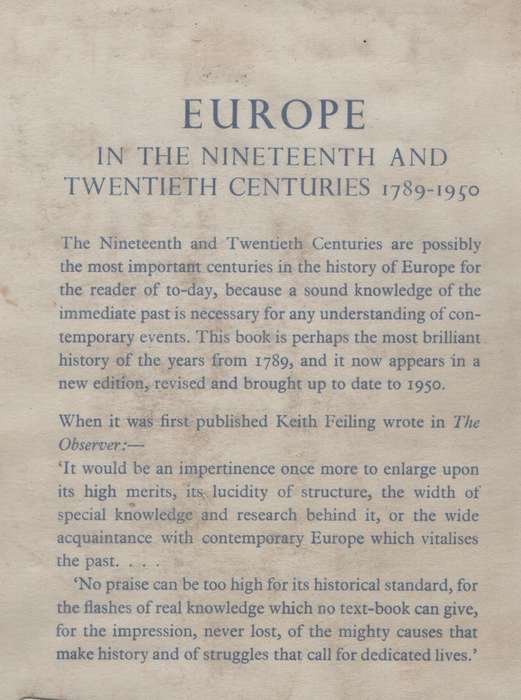 EUROPE
IN THE NINETEENTH AND
TWENTIETH CENTURIES 1789-1950
The Nineteenth and Twentieth Centuries are possibly
the most important centuries in the history of Europe for
the reader of to-day, because a sound knowledge of the
immediate past is necessary for any understanding of con-
temporary events. This book is perhaps the most brilliant
history of the years from 1789, and it now appears in a
new edition, revised and brought up to date to 1950.
When it was first published Keith Feiling wrote in The
Observer:—
‘It would be an impertinence once more to enlarge upon
its high merits, its lucidity of structure, the width of
special knowledge and research behind it, or the wide
acquaintance with contemporary Europe which vitalises
the past. . . .
‘No praise can be too high for its historical standard, for
the flashes of real knowledge which no text-book can give,
for the impression, never lost, of the mighty causes that
make history and of struggles that call for dedicated lives.’